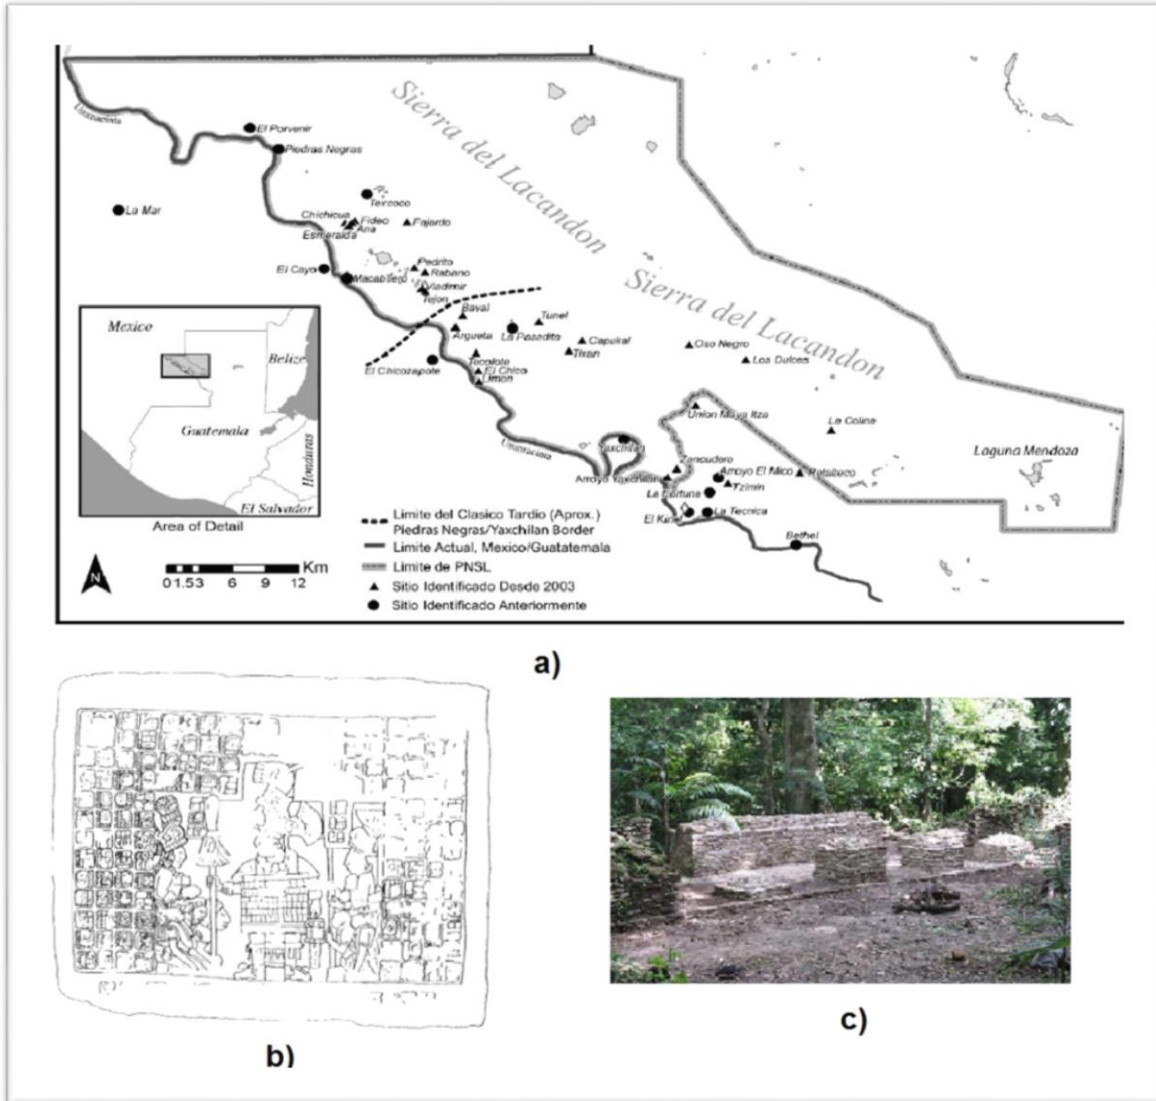 Usumacinta
El Porvenir
Piedras Negras
Sierra del Lacandon
La Mar
Texcoco
Chichicua
Fideo
Fajardo
Ana
Esmeralda
Pedrito
El Cayo
Rabano
Macabilero
Vladimir
Tejon
Sierra del Lacandon
Bayal
Tunel
Mexico
Argueta
La Pasadita
Capukal
Oso Negro
Belize
Tecolote
Tixan
Los Dulces
El Chicozapote
El Chico
Limon
Union Maya Itza
La Colina
Guatemala
Usumacinta
Yaxchilan
Laguna Mendoza
Honduras
Zancudero
Arroyo Yaxchilan
Arroyo El Mico
La Fortuna
Tzimin
El Salvador
El Kinel
La Tecnica
Area of Detail
Bethel
Limite del Clasico Tardio (Aprox.)
Piedras Negras/Yaxchilan Border
Limite Actual, Mexico/Guatatemala
Limite de PNSL
Sitio Identificado Desde 2003
Sitio Identificado Anteriormente
N
Km
0 1.5 3 6 9 12
a)
b)
c)